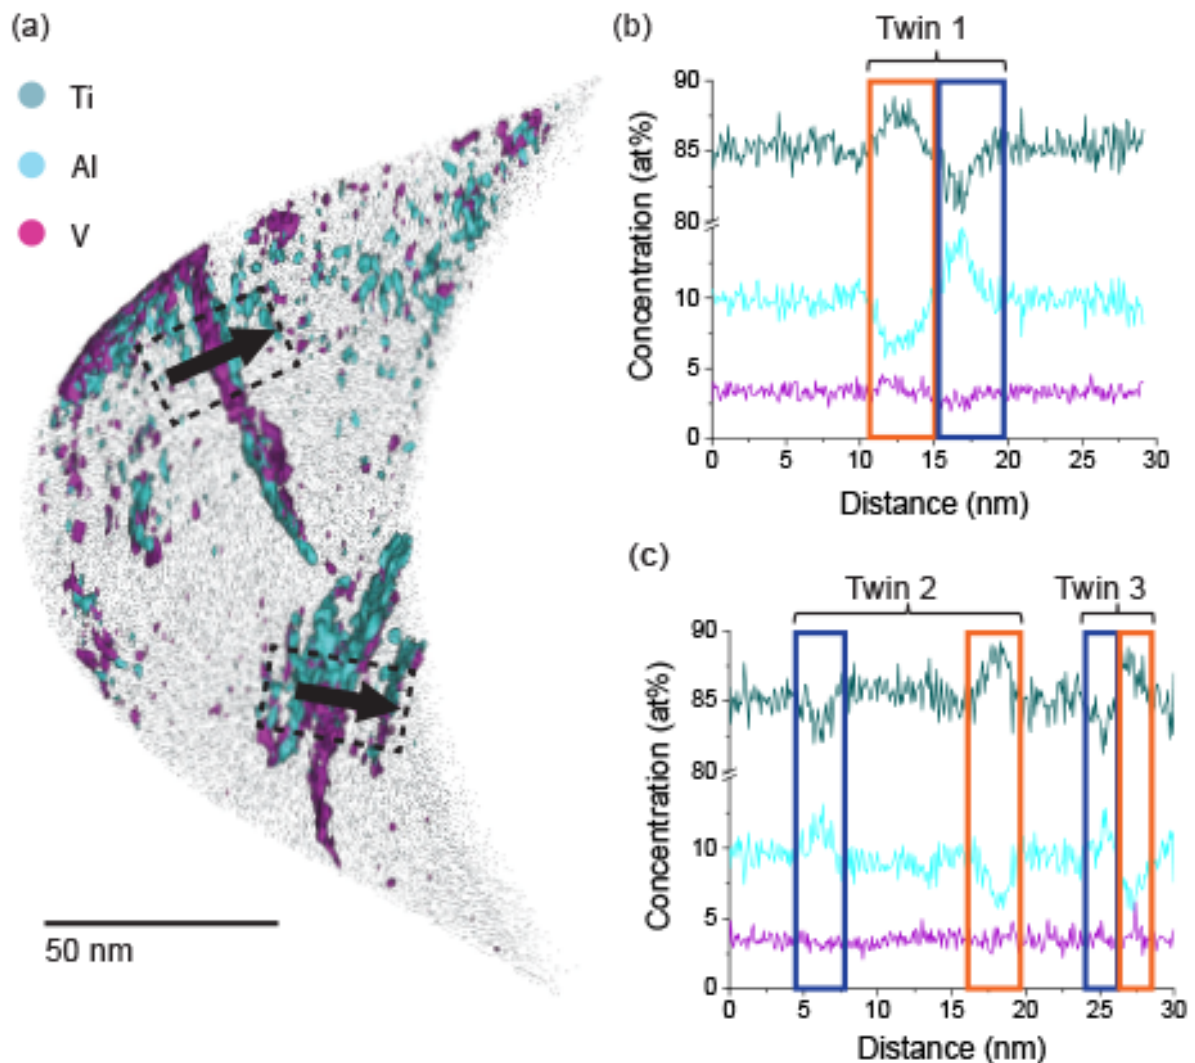 (a)
Ti
Al
V
50 nm
(b)
Twin 1
90
85
80
10
5
0
Concentration (at%)
0 5 10 15 20 25 30
Distance (nm)
(c)
Twin 2 Twin 3
90
85
80
10
5
0
Concentration (at%)
0 5 10 15 20 25 30
Distance (nm)